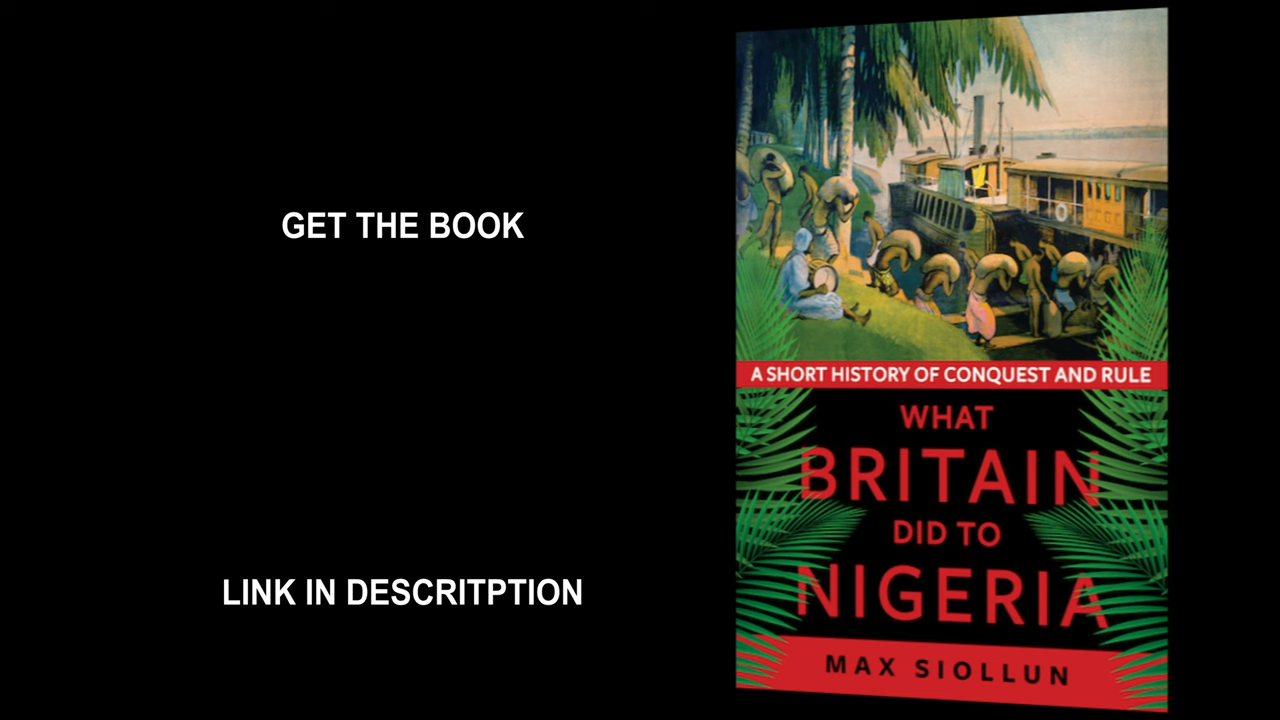 GET THE BOOK
LINK IN DESCRITPTION
A SHORT HISTORY OF CONQUEST AND RULE
WHAT
BRITAIN
DID TO
NIGERIA
MAX SIOLLUN